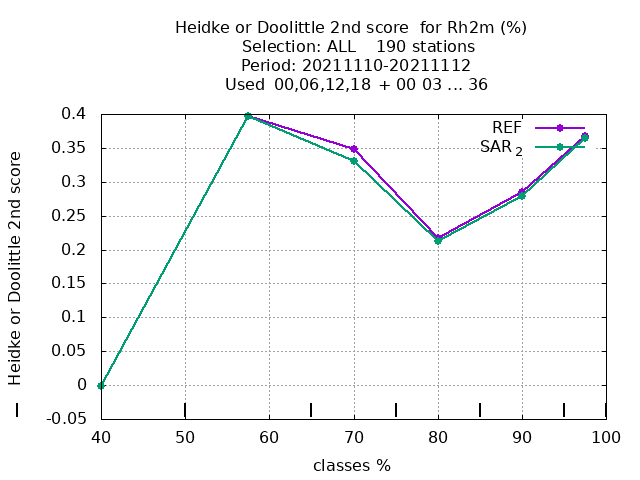 Heidke or Doolittle 2nd score  for Rh2m (%)
Selection: ALL    190 stations
Period: 20211110-20211112
Used  00,06,12,18 + 00 03 ... 36
REF
SAR 2
0.4
0.35
0.3
0.25
0.2
0.15
0.1
0.05
0
-0.05
40 50 60 70 80 90 100
classes %
Heidke or Doolittle 2nd score